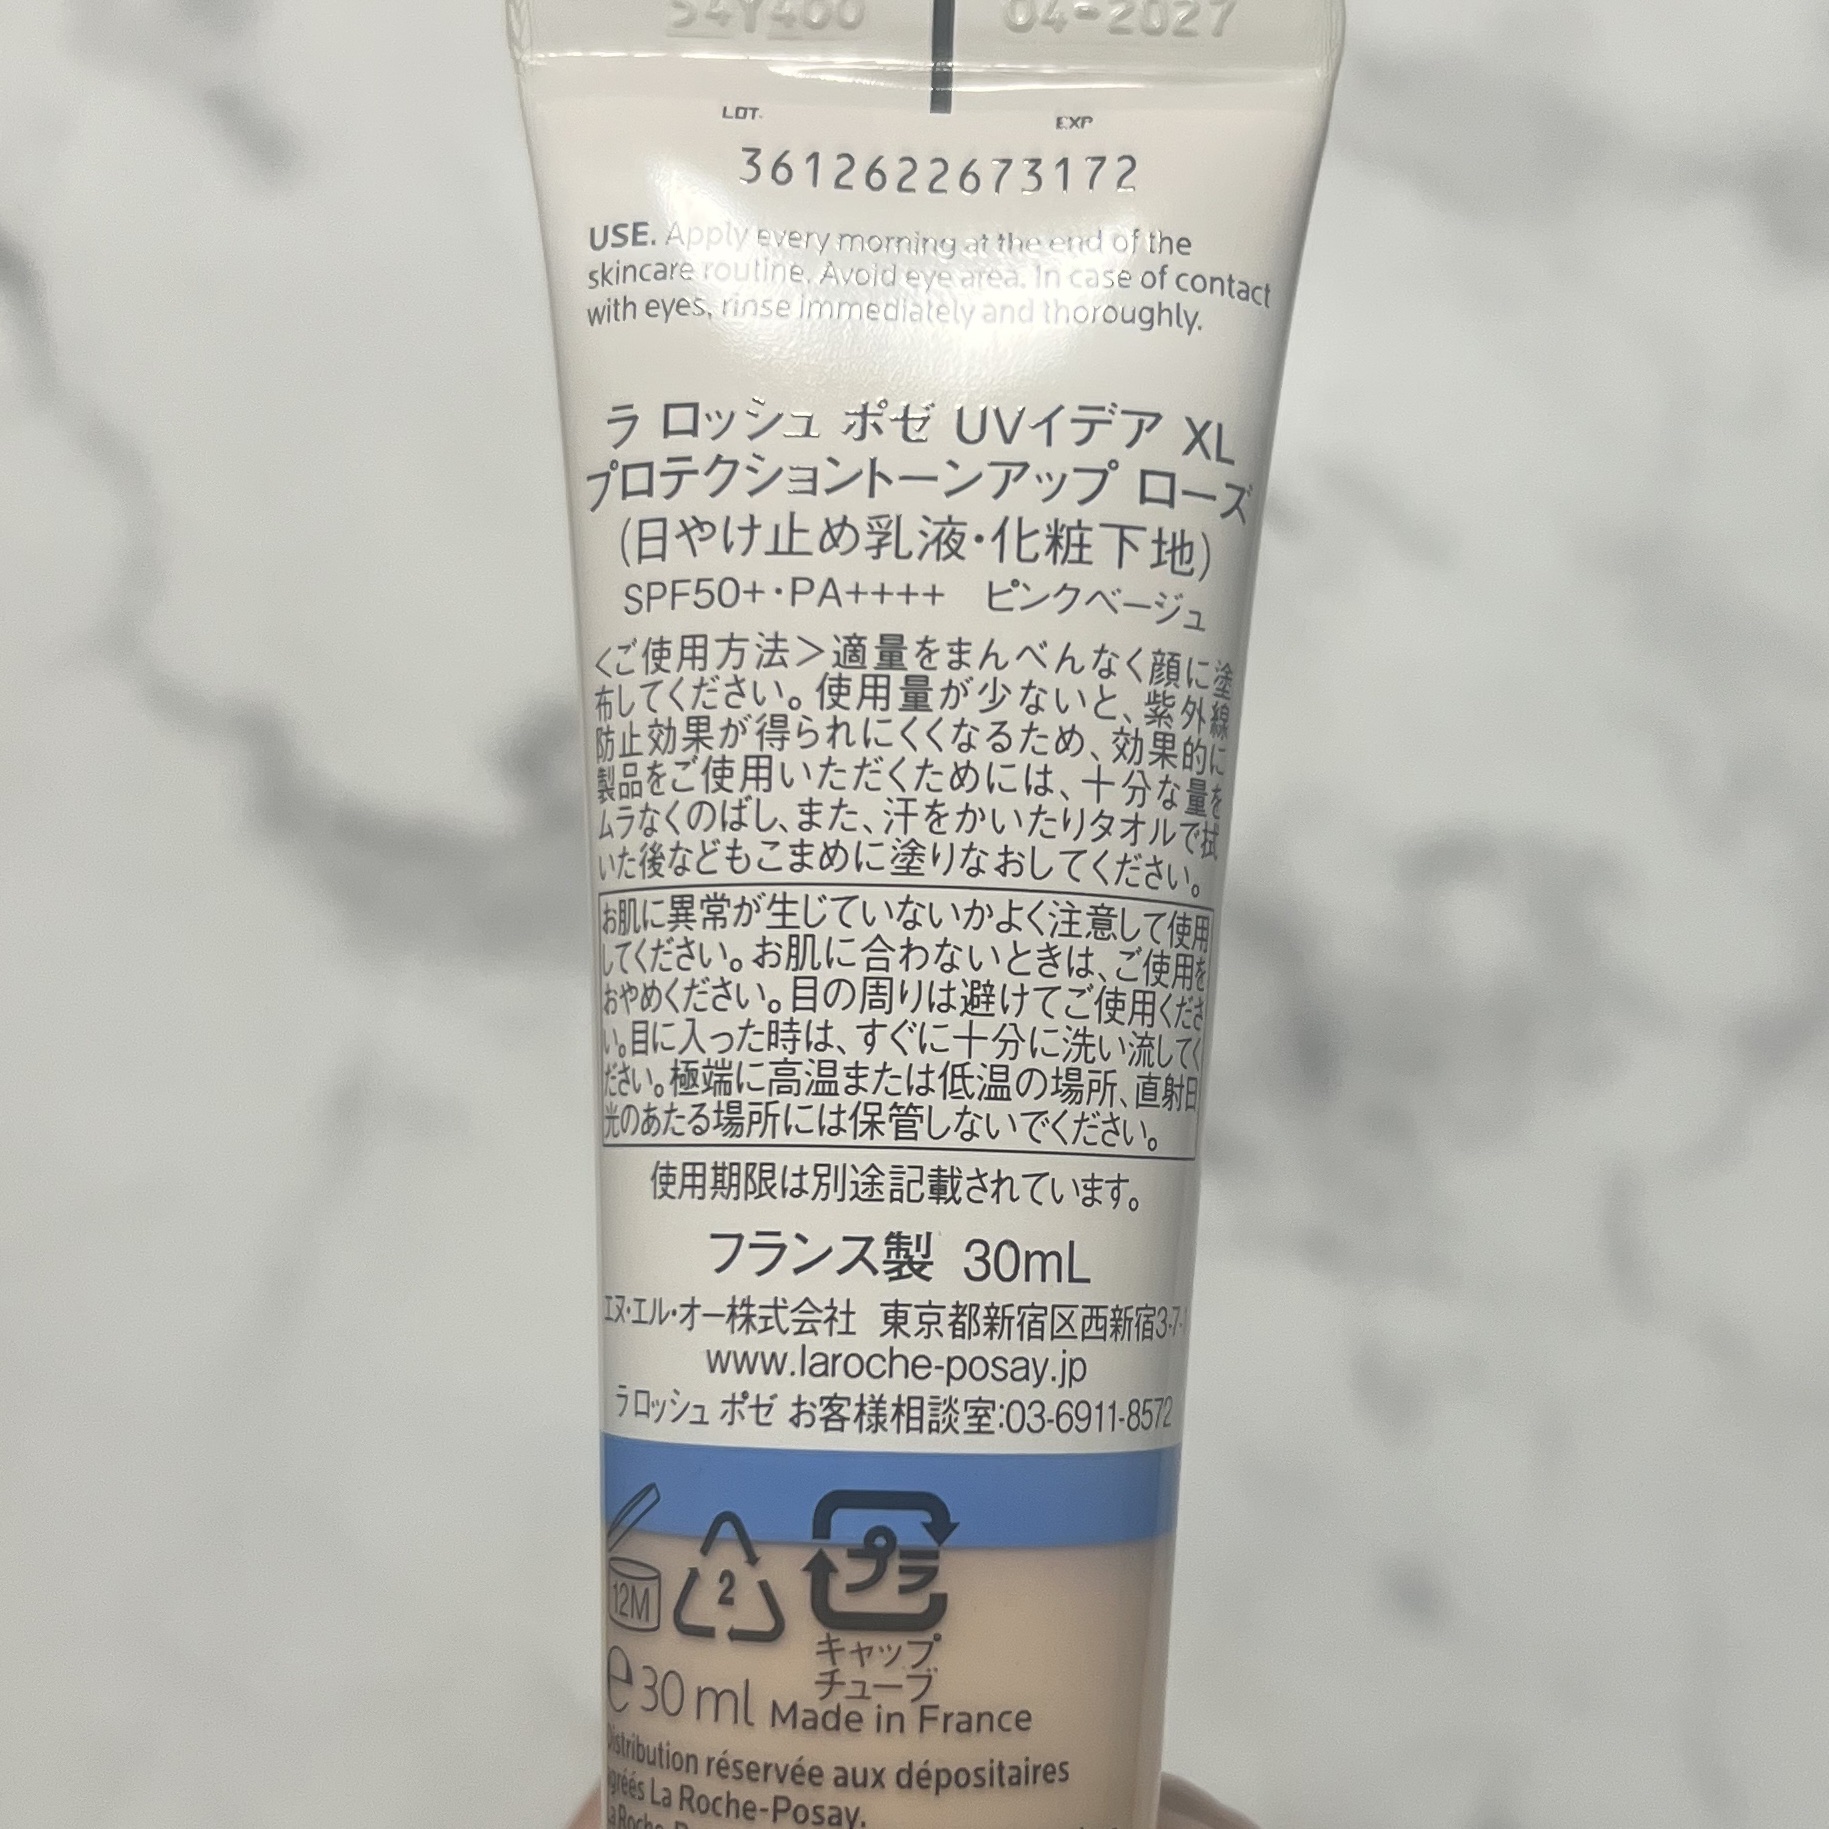 54Y400 04-2027
LOT. EXP
3612622673172
USE. Apply every morning at the end of the
skincare routine. Avoid eye area. In case of contact
with eyes, rinse immediately and thoroughly.
ラ ロッシュ ポゼ UVイデア XL
プロテクショントーンアップ ローズ
(日やけ止め乳液・化粧下地)
SPF50+・PA++++ ピンクベージュ
<ご使用方法>適量をまんべんなく顔に塗
布してください。使用量が少ないと、紫外線
防止効果が得られにくくなるため、効果的に
製品をご使用いただくためには、十分な量を
ムラなくのばし、また、汗をかいたりタオルで拭
いた後などもこまめに塗りなおしてください。
お肌に異常が生じていないかよく注意して使用
してください。お肌に合わないときは、ご使用を
おやめください。目の周りは避けてご使用くださ
い。目に入った時は、すぐに十分に洗い流してく
ださい。極端に高温または低温の場所、直射日
光のあたる場所には保管しないでください。
使用期限は別途記載されています。
フランス製 30mL
エヌ・エル・オー株式会社 東京都新宿区西新宿3-7-
www.laroche-posay.jp
ラ ロッシュ ポゼ お客様相談室:03-6911-8572
12M 2 プラ
キャップ
チューブ
e 30 ml Made in France
Distribution réservée aux dépositaires
agréés La Roche-Posay.
La Roche-